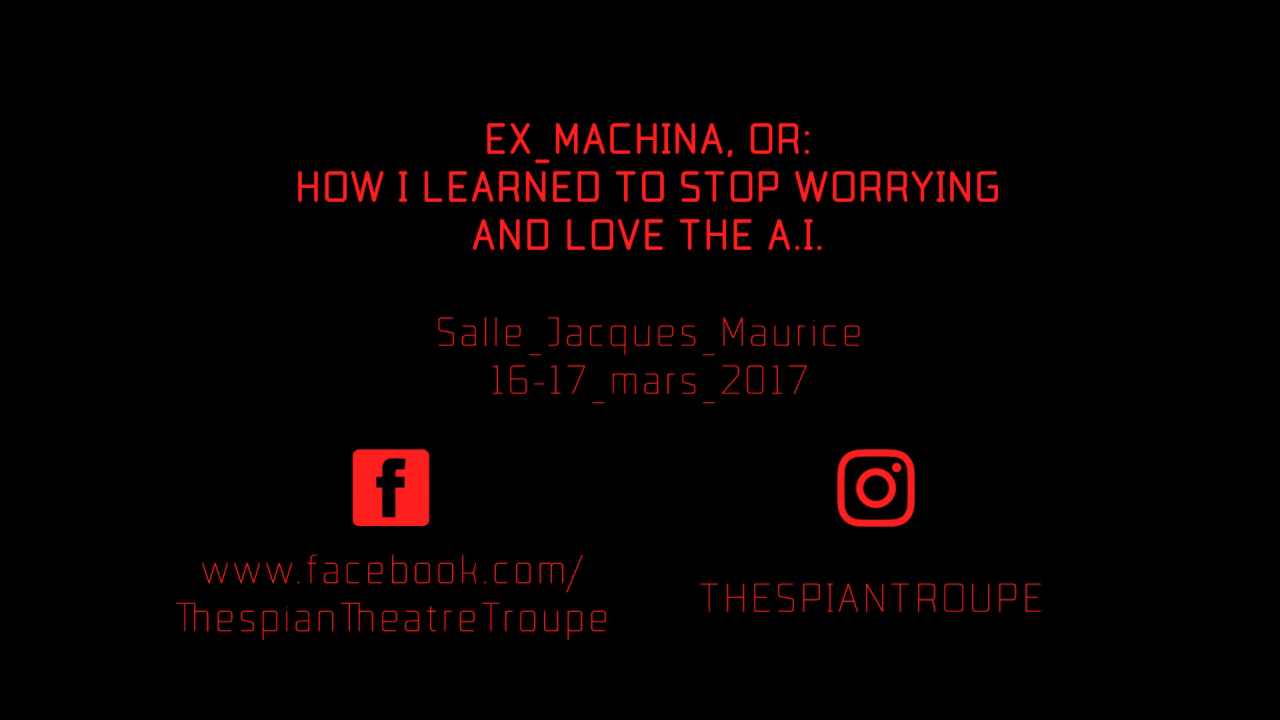 EX_MACHINA, OR:
HOW I LEARNED TO STOP WORRYING
AND LOVE THE A.I.
Salle_Jacques_Maurice
16-17_mars_2017
www.facebook.com/
ThespianTheatreTroupe
THESPIANTROUPE